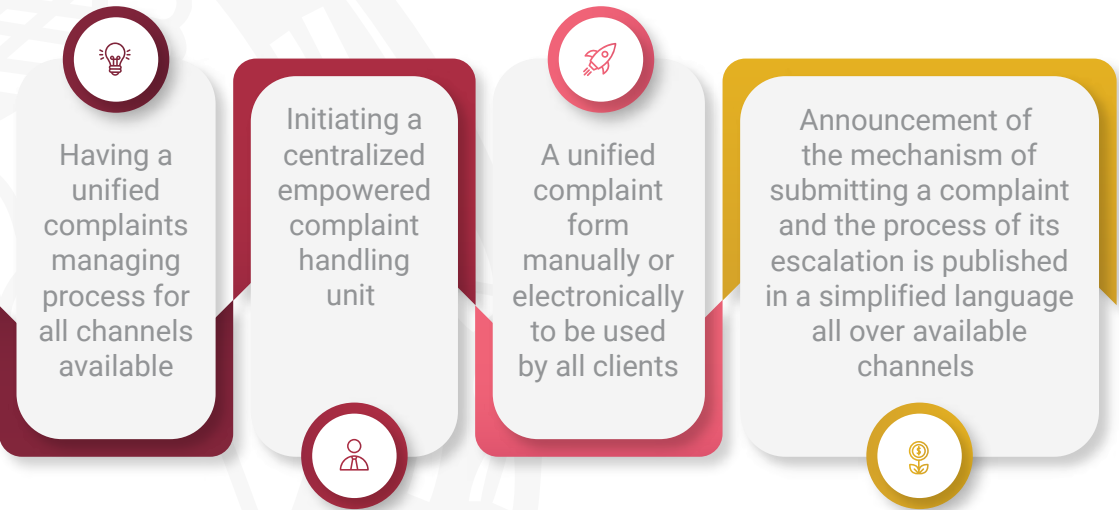 Having a
unified
complaints
managing
process for
all channels
available
Initiating a
centralized
empowered
complaint
handling
unit
A unified
complaint
form
manually or
electronically
to be used
by all clients
Announcement of
the mechanism of
submitting a complaint
and the process of its
escalation is published
in a simplified language
all over available
channels